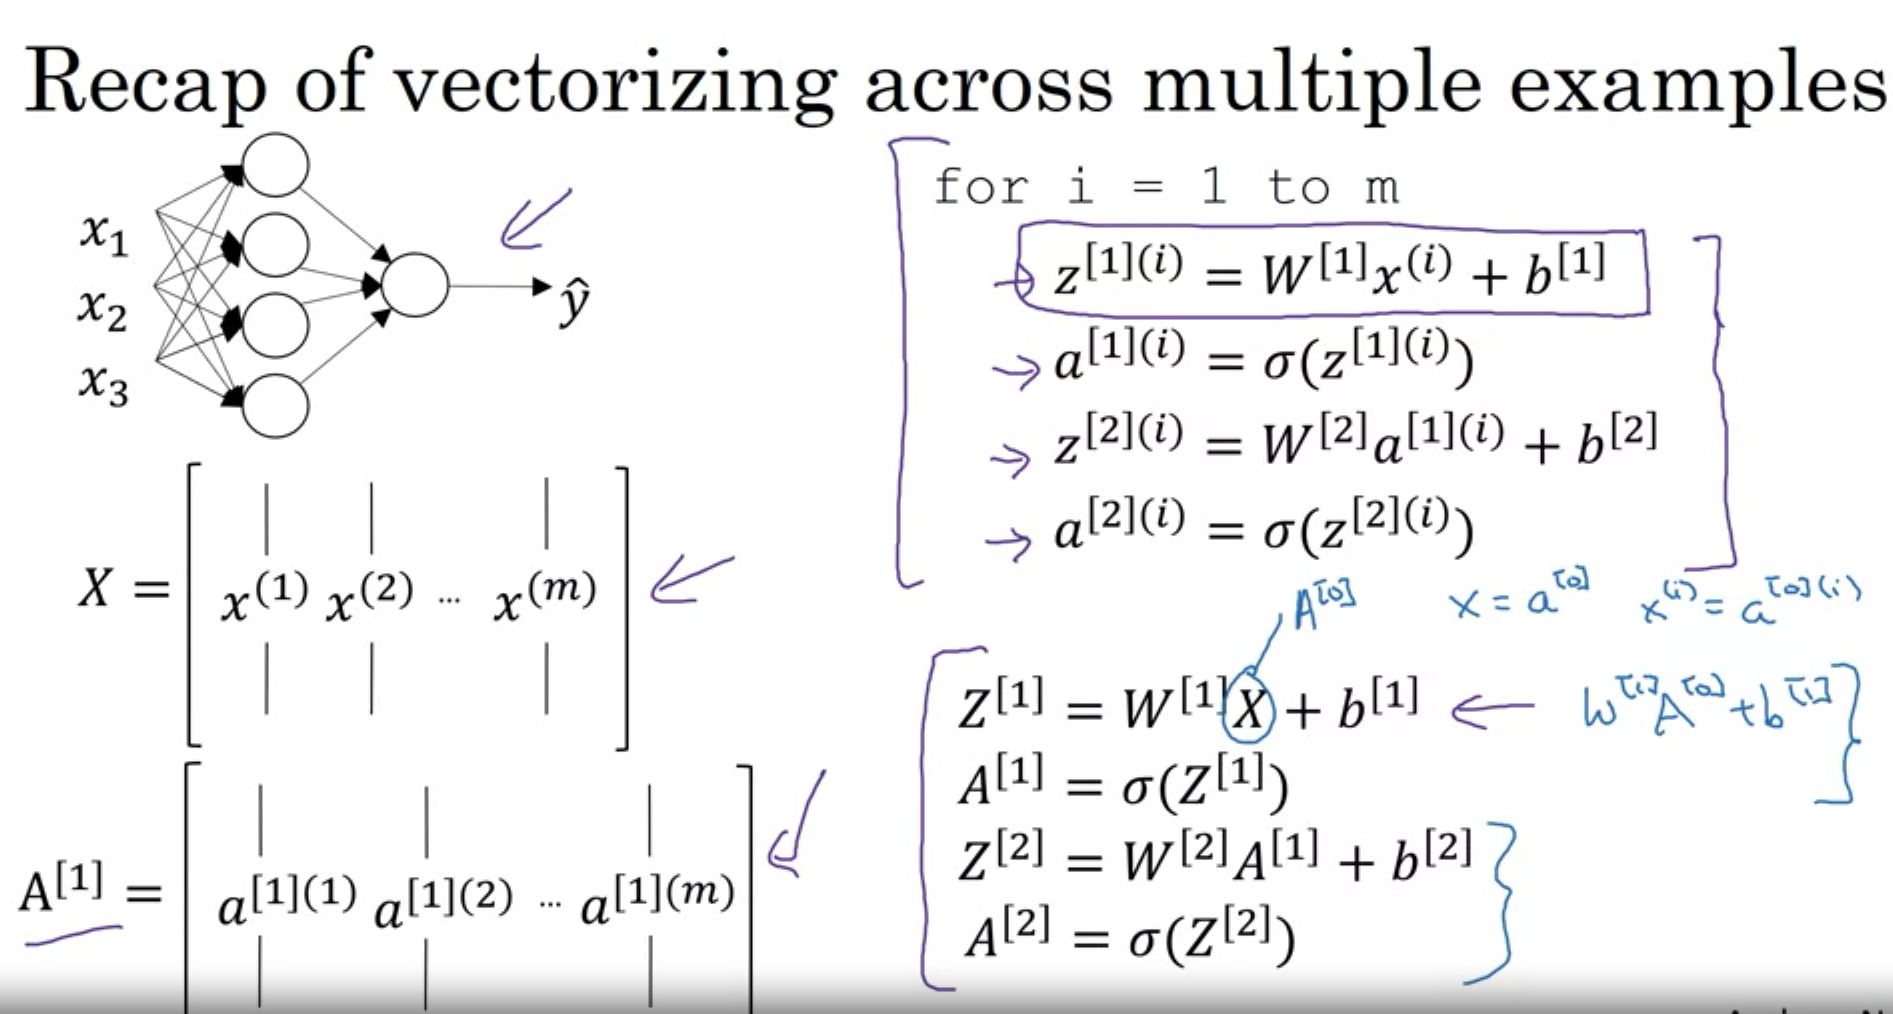 Recap of vectorizing across multiple examples
x₁
x₂
x₃
ŷ
X = [ x⁽¹⁾ x⁽²⁾ ... x⁽ᵐ⁾ ]
A[1] = [ a[1](1) a[1](2) ... a[1](m) ]
for i = 1 to m
→ z[1](i) = W[1]x(i) + b[1]
→ a[1](i) = σ(z[1](i))
→ z[2](i) = W[2]a[1](i) + b[2]
→ a[2](i) = σ(z[2](i))
A[0] x = a[0] x(i) = a[0](i)
Z[1] = W[1]X + b[1] ← W[1]A[0]+b[1]
A[1] = σ(Z[1])
Z[2] = W[2]A[1] + b[2]
A[2] = σ(Z[2])